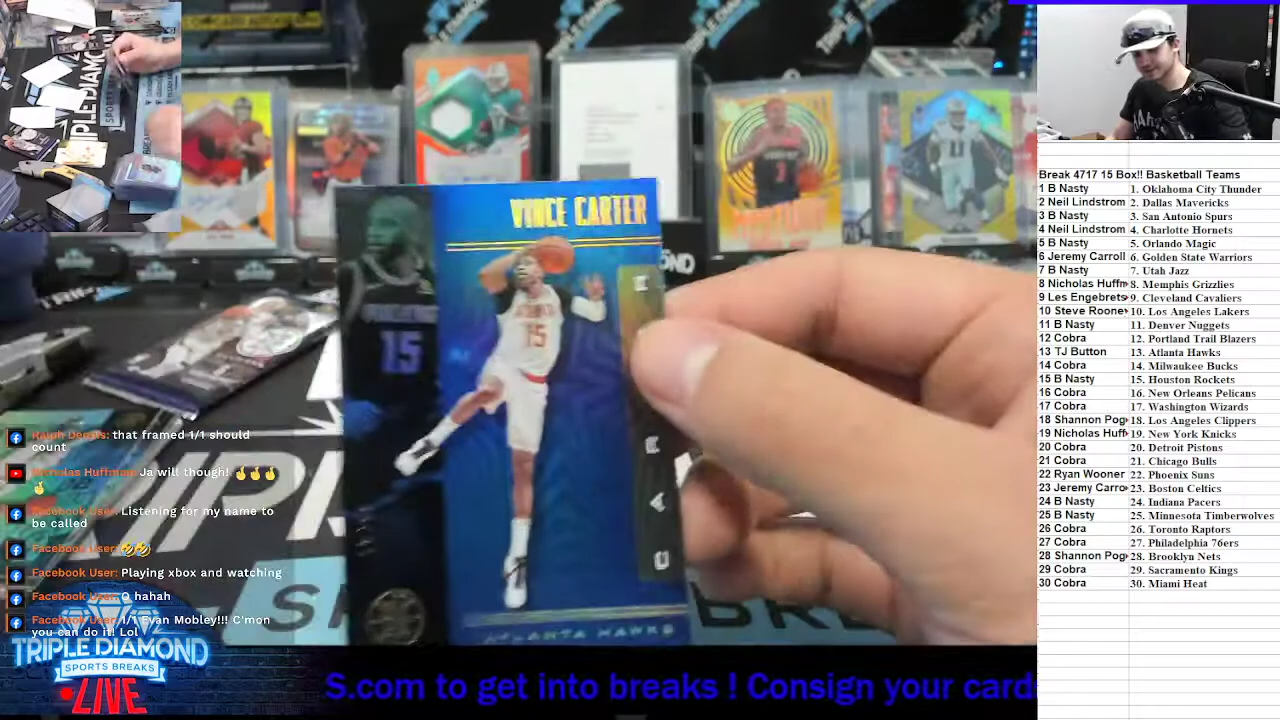 VINCE CARTER
15
15
ATLANTA HAWKS
Ralph Dennis: that framed 1/1 should
count
Nicholas Huffman: Ja will though! 🤞🤞🤞
🤞
Facebook User: Listening for my name to
be called
Facebook User: 🤣🤣
Facebook User: Playing xbox and watching
Facebook User: O hahah
Facebook User: 1/1 Evan Mobley!!! C'mon
you can do it! Lol
TRIPLE DIAMOND
SPORTS BREAKS
LIVE
S.com to get into breaks ! Consign your card
Break 4717 15 Box!! Basketball Teams
1 B Nasty 1. Oklahoma City Thunder
2 Neil Lindstrom 2. Dallas Mavericks
3 B Nasty 3. San Antonio Spurs
4 Neil Lindstrom 4. Charlotte Hornets
5 B Nasty 5. Orlando Magic
6 Jeremy Carroll 6. Golden State Warriors
7 B Nasty 7. Utah Jazz
8 Nicholas Huffm 8. Memphis Grizzlies
9 Les Engebrets 9. Cleveland Cavaliers
10 Steve Roone 10. Los Angeles Lakers
11 B Nasty 11. Denver Nuggets
12 Cobra 12. Portland Trail Blazers
13 TJ Button 13. Atlanta Hawks
14 Cobra 14. Milwaukee Bucks
15 B Nasty 15. Houston Rockets
16 Cobra 16. New Orleans Pelicans
17 Cobra 17. Washington Wizards
18 Shannon Pog 18. Los Angeles Clippers
19 Nicholas Huff 19. New York Knicks
20 Cobra 20. Detroit Pistons
21 Cobra 21. Chicago Bulls
22 Ryan Wooner 22. Phoenix Suns
23 Jeremy Carro 23. Boston Celtics
24 B Nasty 24. Indiana Pacers
25 B Nasty 25. Minnesota Timberwolves
26 Cobra 26. Toronto Raptors
27 Cobra 27. Philadelphia 76ers
28 Shannon Pog 28. Brooklyn Nets
29 Cobra 29. Sacramento Kings
30 Cobra 30. Miami Heat